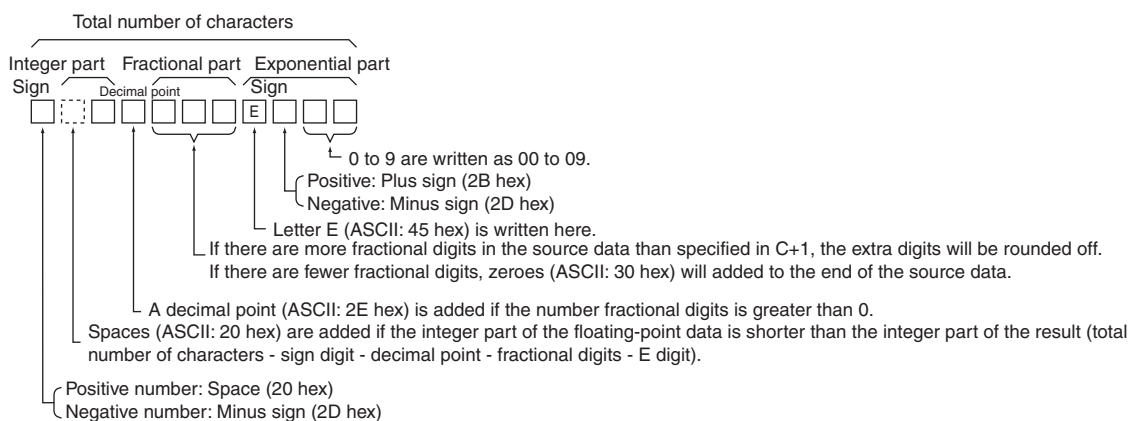 Total number of characters
Integer part Fractional part Exponential part
Sign Decimal point Sign
E
0 to 9 are written as 00 to 09.
Positive: Plus sign (2B hex)
Negative: Minus sign (2D hex)
Letter E (ASCII: 45 hex) is written here.
If there are more fractional digits in the source data than specified in C+1, the extra digits will be rounded off.
If there are fewer fractional digits, zeroes (ASCII: 30 hex) will added to the end of the source data.
A decimal point (ASCII: 2E hex) is added if the number fractional digits is greater than 0.
Spaces (ASCII: 20 hex) are added if the integer part of the floating-point data is shorter than the integer part of the result (total
number of characters - sign digit - decimal point - fractional digits - E digit).
Positive number: Space (20 hex)
Negative number: Minus sign (2D hex)